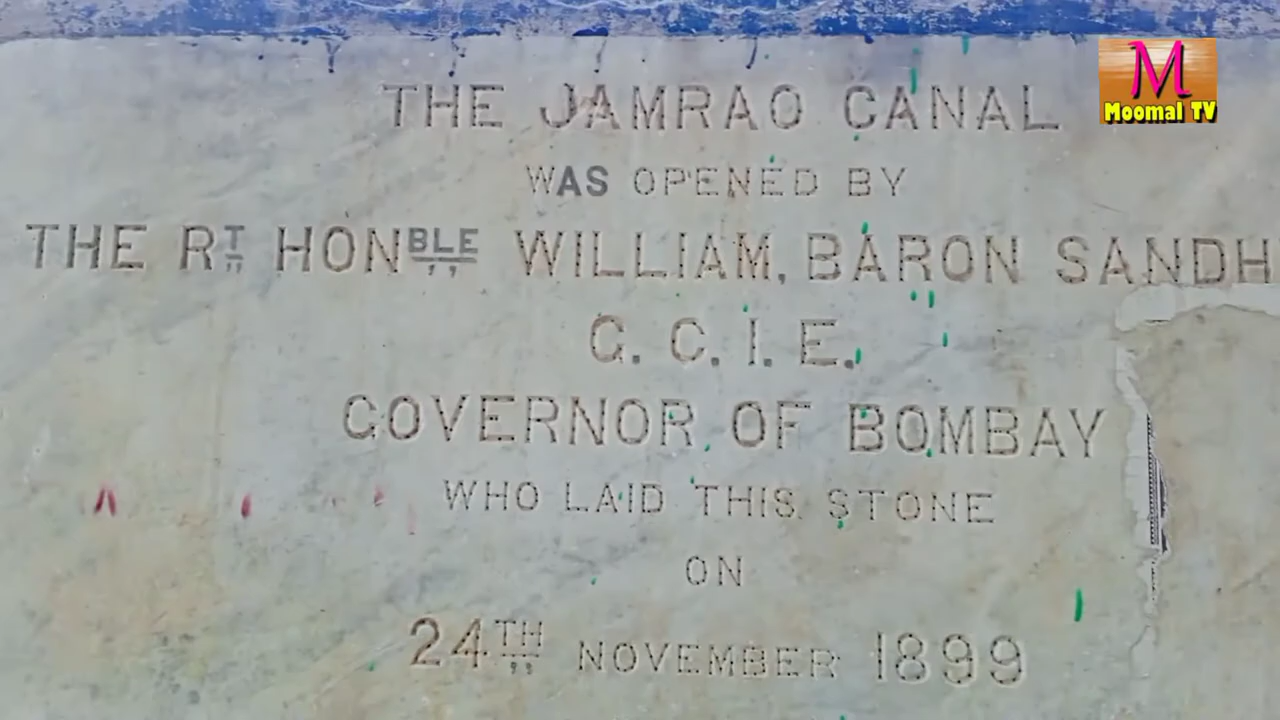 THE JAMRAO CANAL
WAS OPENED BY
THE RT HONBLE WILLIAM, BARON SANDH
G. C. I. E.
GOVERNOR OF BOMBAY
WHO LAID THIS STONE
ON
24TH NOVEMBER 1899
M
Moomal TV